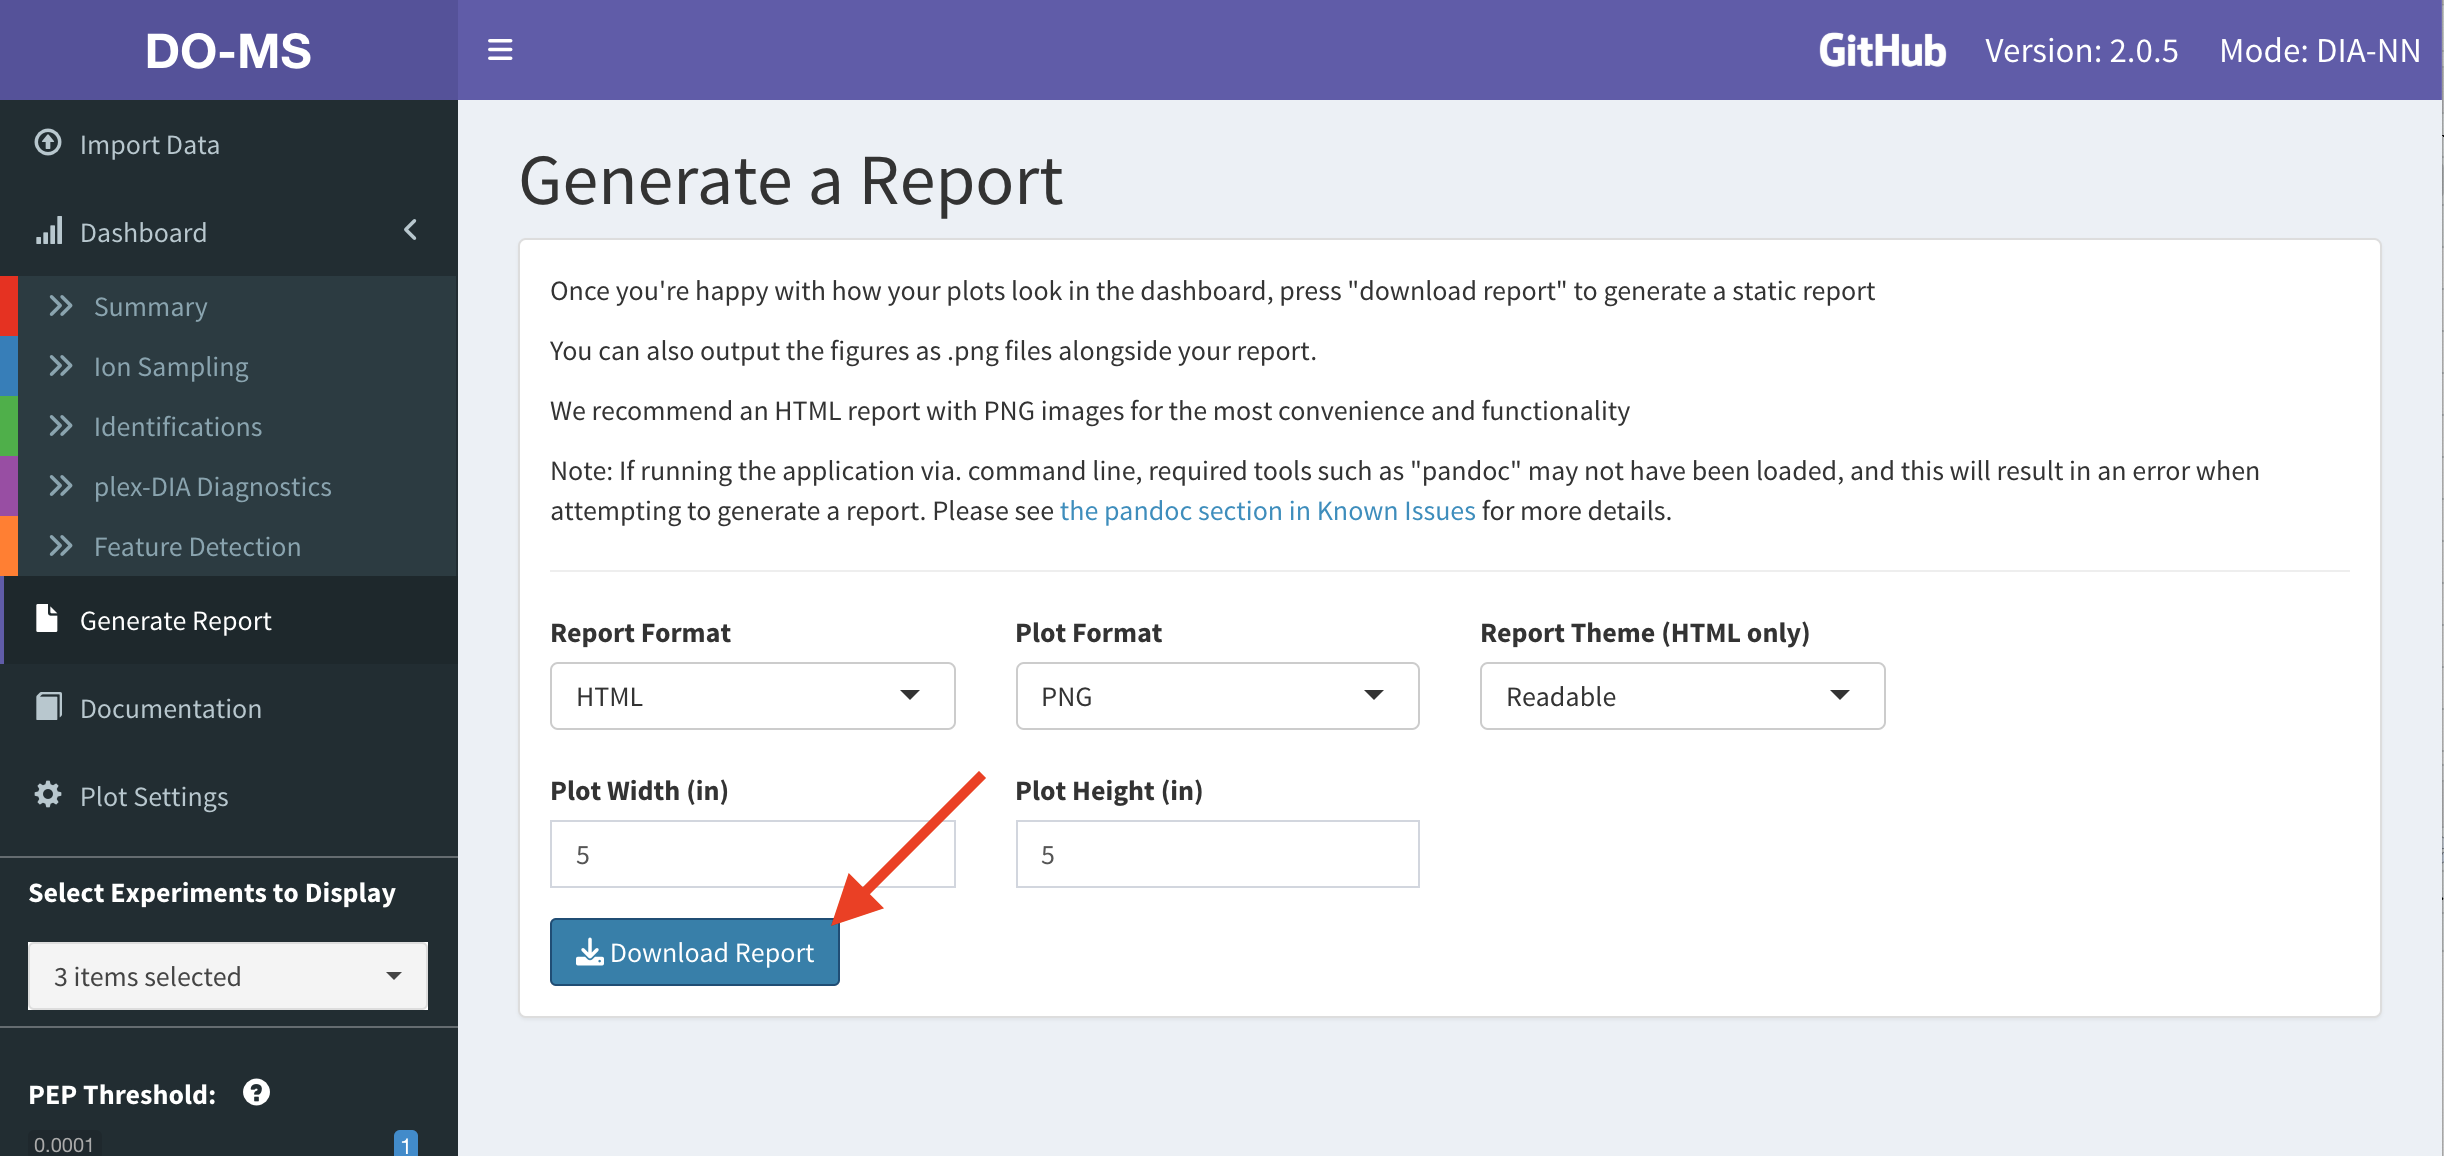 DO-MS
GitHub
Version: 2.0.5
Mode: DIA-NN
Import Data
Dashboard
Summary
Ion Sampling
Identifications
plex-DIA Diagnostics
Feature Detection
Generate Report
Documentation
Plot Settings
Select Experiments to Display
3 items selected
PEP Threshold:
0.0001
1
Generate a Report
Once you're happy with how your plots look in the dashboard, press "download report" to generate a static report
You can also output the figures as .png files alongside your report.
We recommend an HTML report with PNG images for the most convenience and functionality
Note: If running the application via. command line, required tools such as "pandoc" may not have been loaded, and this will result in an error when
attempting to generate a report. Please see the pandoc section in Known Issues for more details.
Report Format
HTML
Plot Format
PNG
Report Theme (HTML only)
Readable
Plot Width (in)
5
Plot Height (in)
5
Download Report